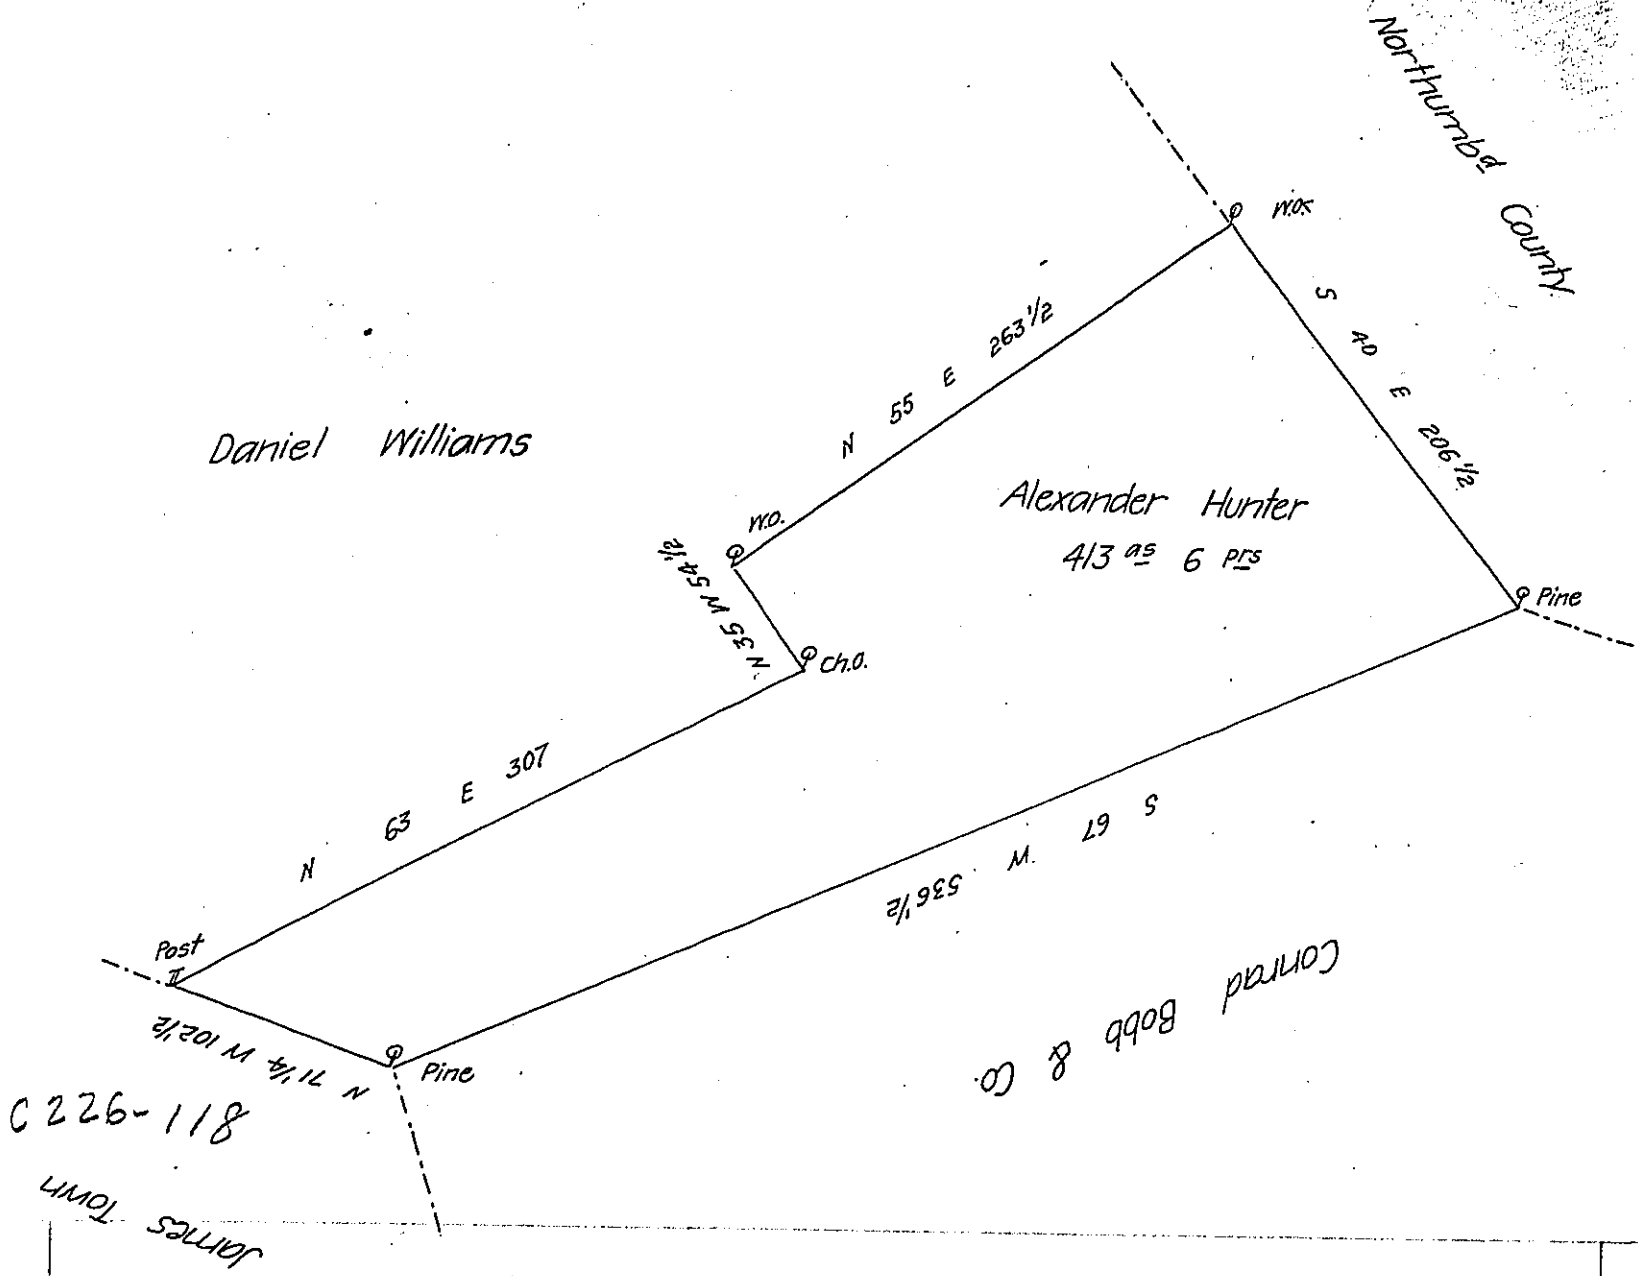 Northumbd
County.
W.O.
S 40 E 206 1/2
N 55 E 263 1/2
Daniel Williams
Alexander Hunter
413 as 6 prs
W.O.
N 35 W 54 1/2
Pine
Ch.O.
N 63 E 307
S 67 W. 536 1/2
Post
Conrad Bobb & Co.
N 71 1/4 W 102 1/2
Pine
C226-118
James Town